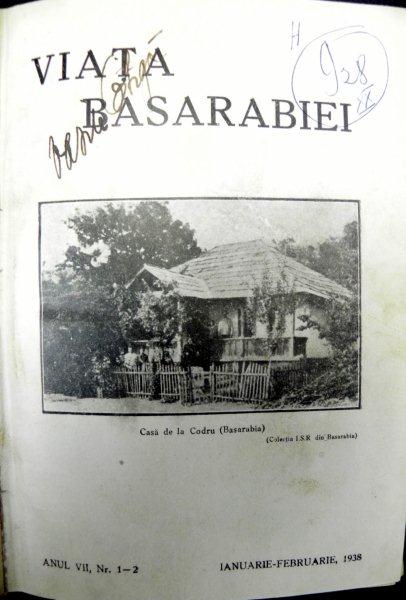 H
928
IX
VIAȚA
BASARABIEI
Casă de la Codru (Basarabia)
(Colecția I.S.R din Basarabia)
ANUL VII, Nr. 1–2
IANUARIE-FEBRUARIE, 1938